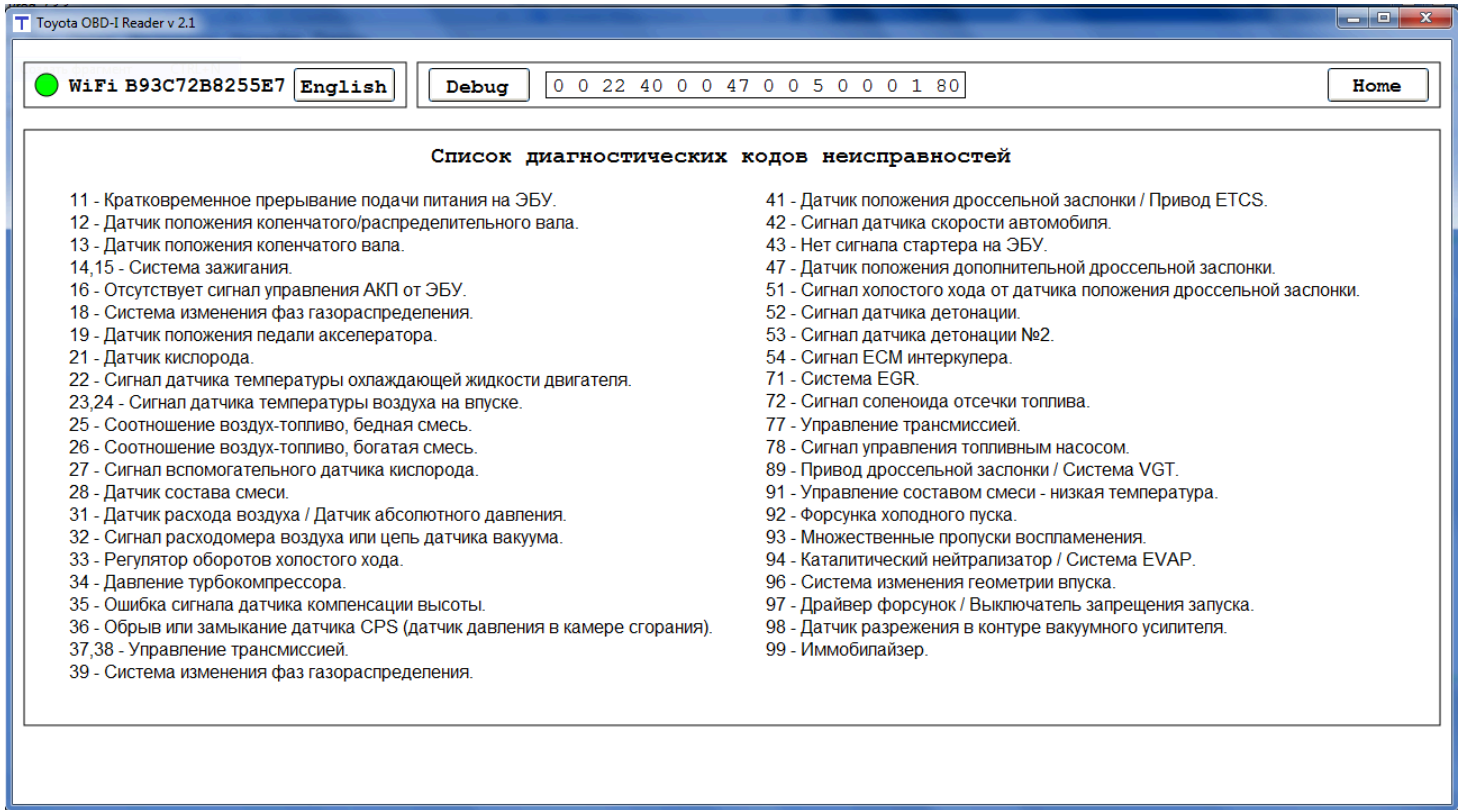 Toyota OBD-I Reader v 2.1
WiFi B93C72B8255E7 English Debug 0 0 22 40 0 0 47 0 0 5 0 0 0 1 80 Home
Список диагностических кодов неисправностей
11 - Кратковременное прерывание подачи питания на ЭБУ.
12 - Датчик положения коленчатого/распределительного вала.
13 - Датчик положения коленчатого вала.
14,15 - Система зажигания.
16 - Отсутствует сигнал управления АКП от ЭБУ.
18 - Система изменения фаз газораспределения.
19 - Датчик положения педали акселератора.
21 - Датчик кислорода.
22 - Сигнал датчика температуры охлаждающей жидкости двигателя.
23,24 - Сигнал датчика температуры воздуха на впуске.
25 - Соотношение воздух-топливо, бедная смесь.
26 - Соотношение воздух-топливо, богатая смесь.
27 - Сигнал вспомогательного датчика кислорода.
28 - Датчик состава смеси.
31 - Датчик расхода воздуха / Датчик абсолютного давления.
32 - Сигнал расходомера воздуха или цепь датчика вакуума.
33 - Регулятор оборотов холостого хода.
34 - Давление турбокомпрессора.
35 - Ошибка сигнала датчика компенсации высоты.
36 - Обрыв или замыкание датчика CPS (датчик давления в камере сгорания).
37,38 - Управление трансмиссией.
39 - Система изменения фаз газораспределения.
41 - Датчик положения дроссельной заслонки / Привод ETCS.
42 - Сигнал датчика скорости автомобиля.
43 - Нет сигнала стартера на ЭБУ.
47 - Датчик положения дополнительной дроссельной заслонки.
51 - Сигнал холостого хода от датчика положения дроссельной заслонки.
52 - Сигнал датчика детонации.
53 - Сигнал датчика детонации №2.
54 - Сигнал ECM интеркулера.
71 - Система EGR.
72 - Сигнал соленоида отсечки топлива.
77 - Управление трансмиссией.
78 - Сигнал управления топливным насосом.
89 - Привод дроссельной заслонки / Система VGT.
91 - Управление составом смеси - низкая температура.
92 - Форсунка холодного пуска.
93 - Множественные пропуски воспламенения.
94 - Каталитический нейтрализатор / Система EVAP.
96 - Система изменения геометрии впуска.
97 - Драйвер форсунок / Выключатель запрещения запуска.
98 - Датчик разрежения в контуре вакуумного усилителя.
99 - Иммобилайзер.